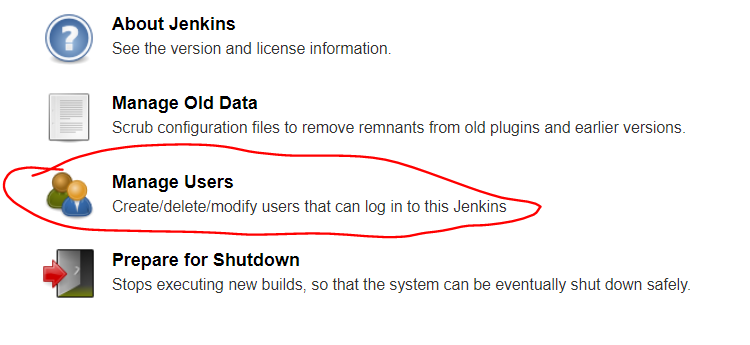 About Jenkins
See the version and license information.
Manage Old Data
Scrub configuration files to remove remnants from old plugins and earlier versions.
Manage Users
Create/delete/modify users that can log in to this Jenkins
Prepare for Shutdown
Stops executing new builds, so that the system can be eventually shut down safely.